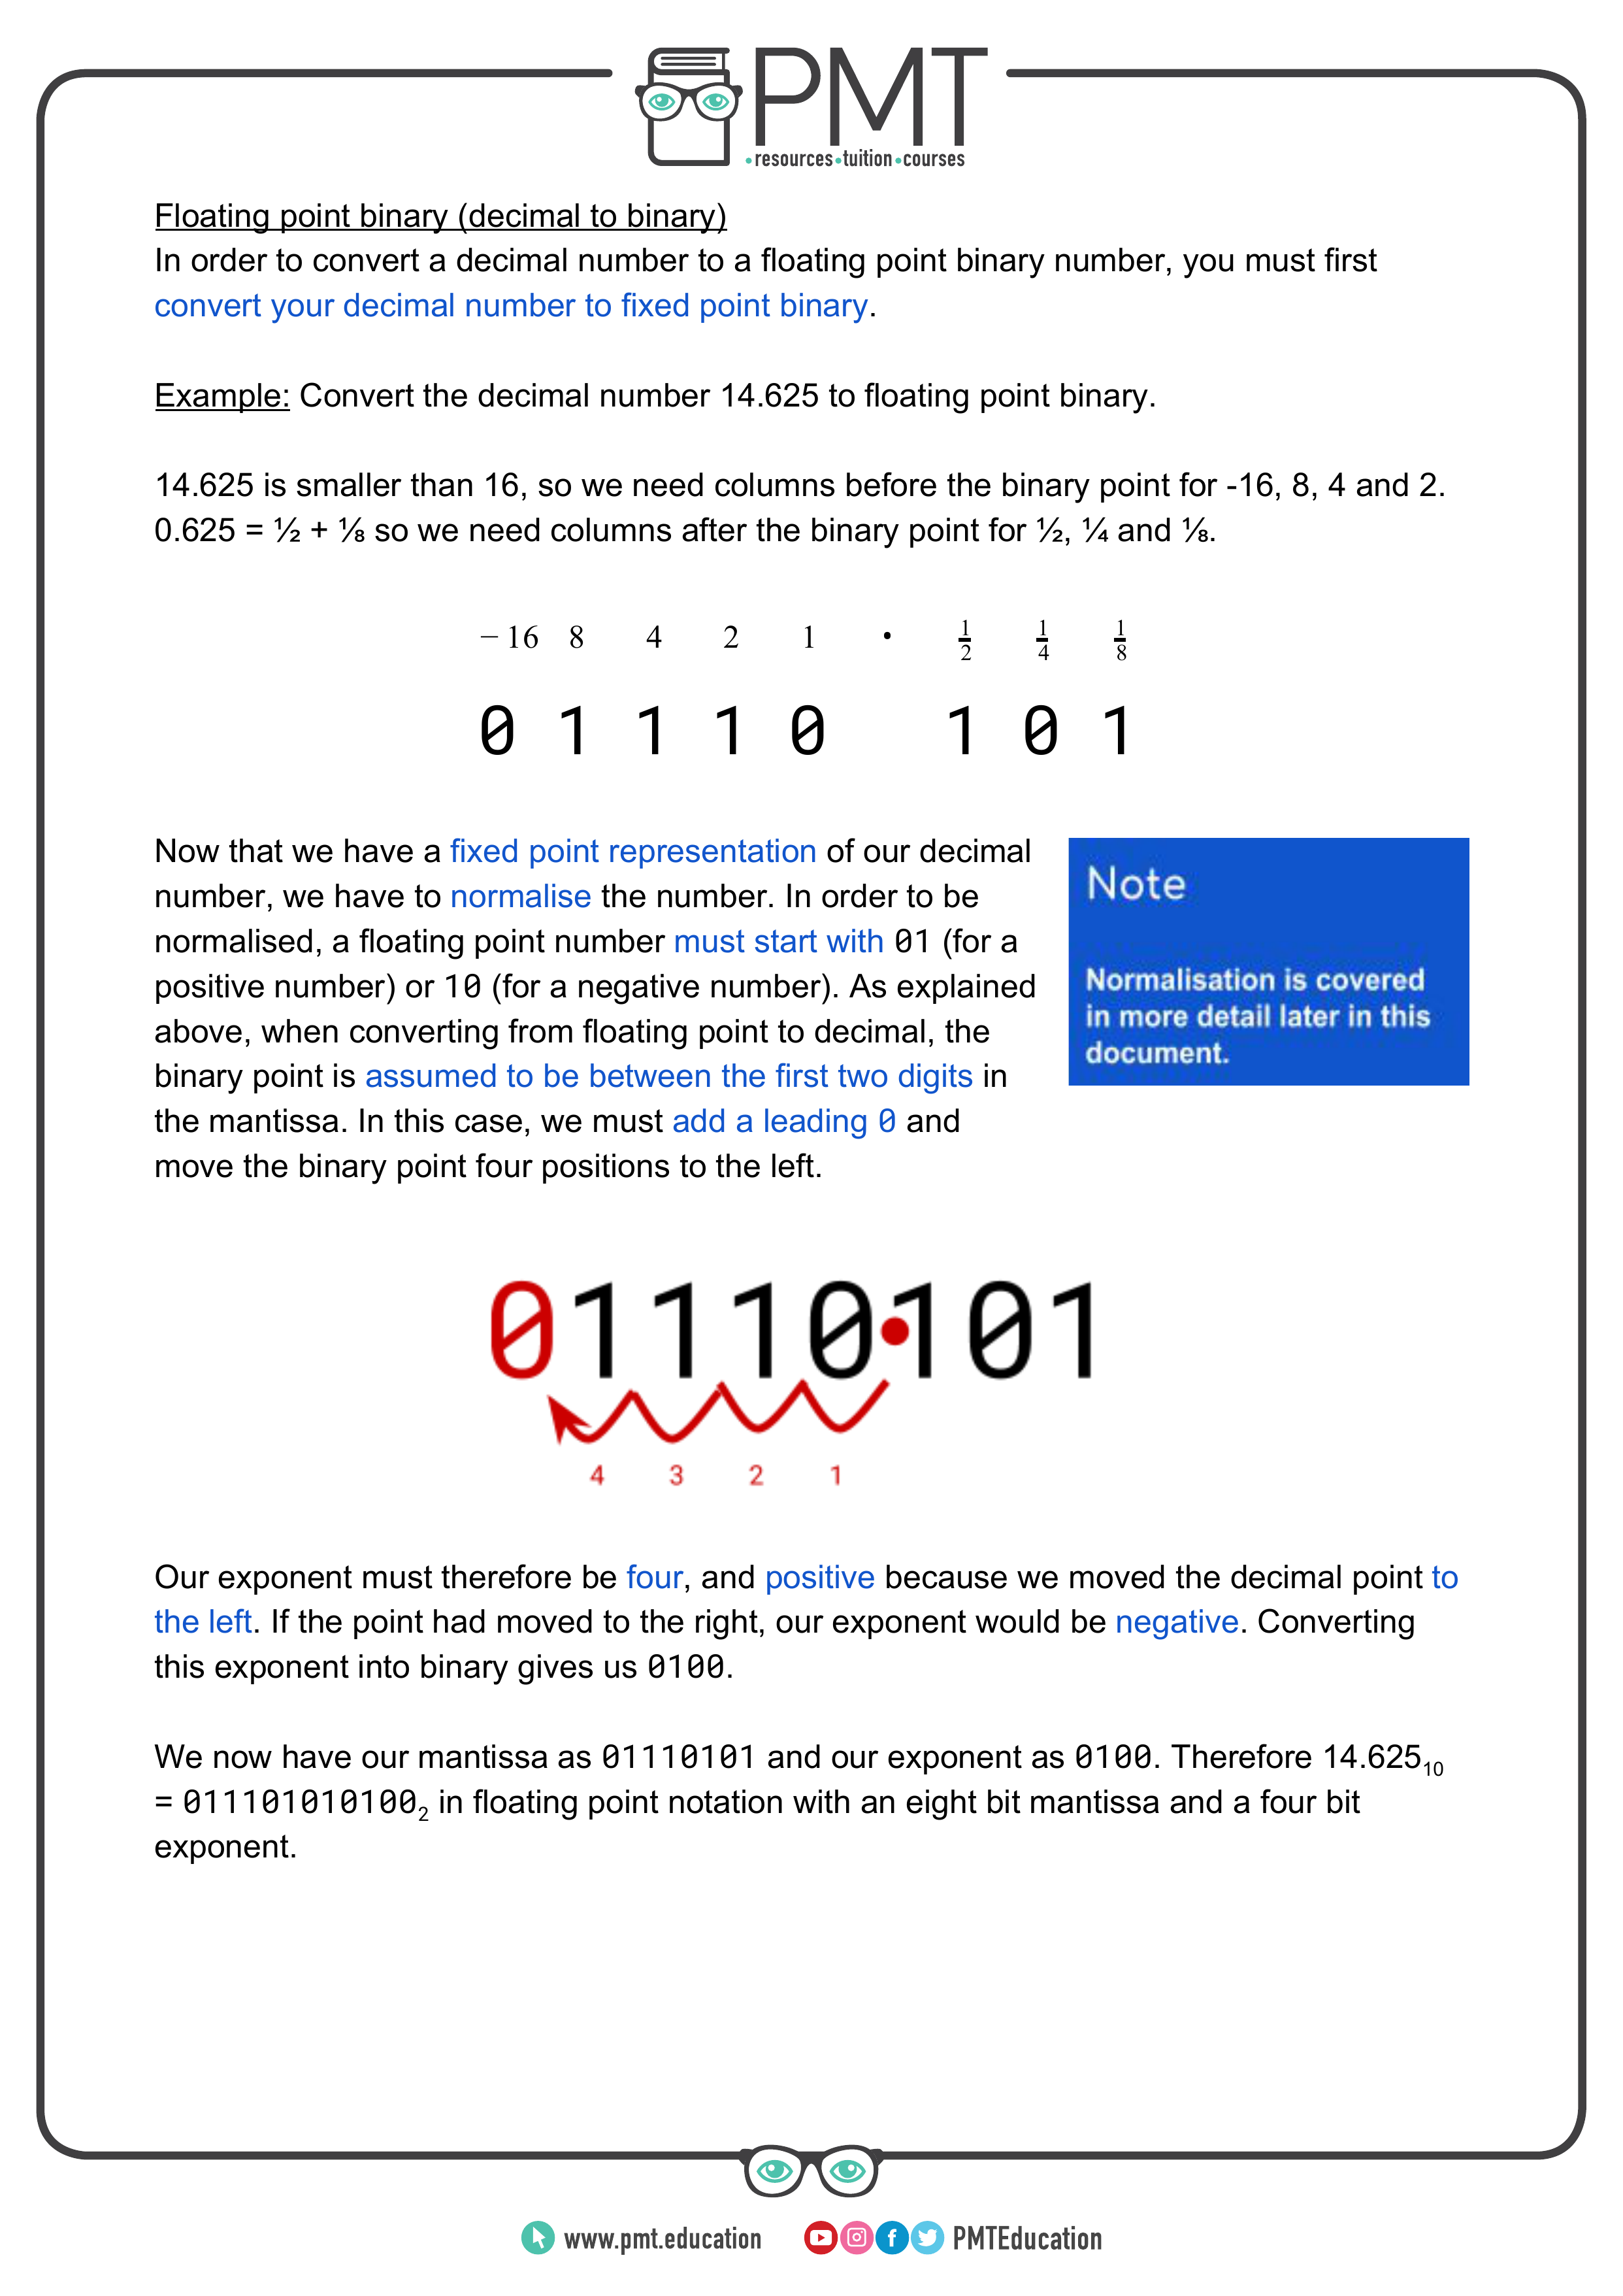 PMT
•resources•tuition•courses
Floating point binary (decimal to binary)
In order to convert a decimal number to a floating point binary number, you must first
convert your decimal number to fixed point binary.
Example: Convert the decimal number 14.625 to floating point binary.
14.625 is smaller than 16, so we need columns before the binary point for -16, 8, 4 and 2.
0.625 = ½ + ⅛ so we need columns after the binary point for ½, ¼ and ⅛.
− 16 8 4 2 1 • 1/2 1/4 1/8
0 1 1 1 0 1 0 1
Now that we have a fixed point representation of our decimal
number, we have to normalise the number. In order to be
normalised, a floating point number must start with 01 (for a
positive number) or 10 (for a negative number). As explained
above, when converting from floating point to decimal, the
binary point is assumed to be between the first two digits in
the mantissa. In this case, we must add a leading 0 and
move the binary point four positions to the left.
Note
Normalisation is covered
in more detail later in this
document.
01110•101
4 3 2 1
Our exponent must therefore be four, and positive because we moved the decimal point to
the left. If the point had moved to the right, our exponent would be negative. Converting
this exponent into binary gives us 0100.
We now have our mantissa as 01110101 and our exponent as 0100. Therefore 14.625₁₀
= 011101010100₂ in floating point notation with an eight bit mantissa and a four bit
exponent.
www.pmt.education PMTEducation